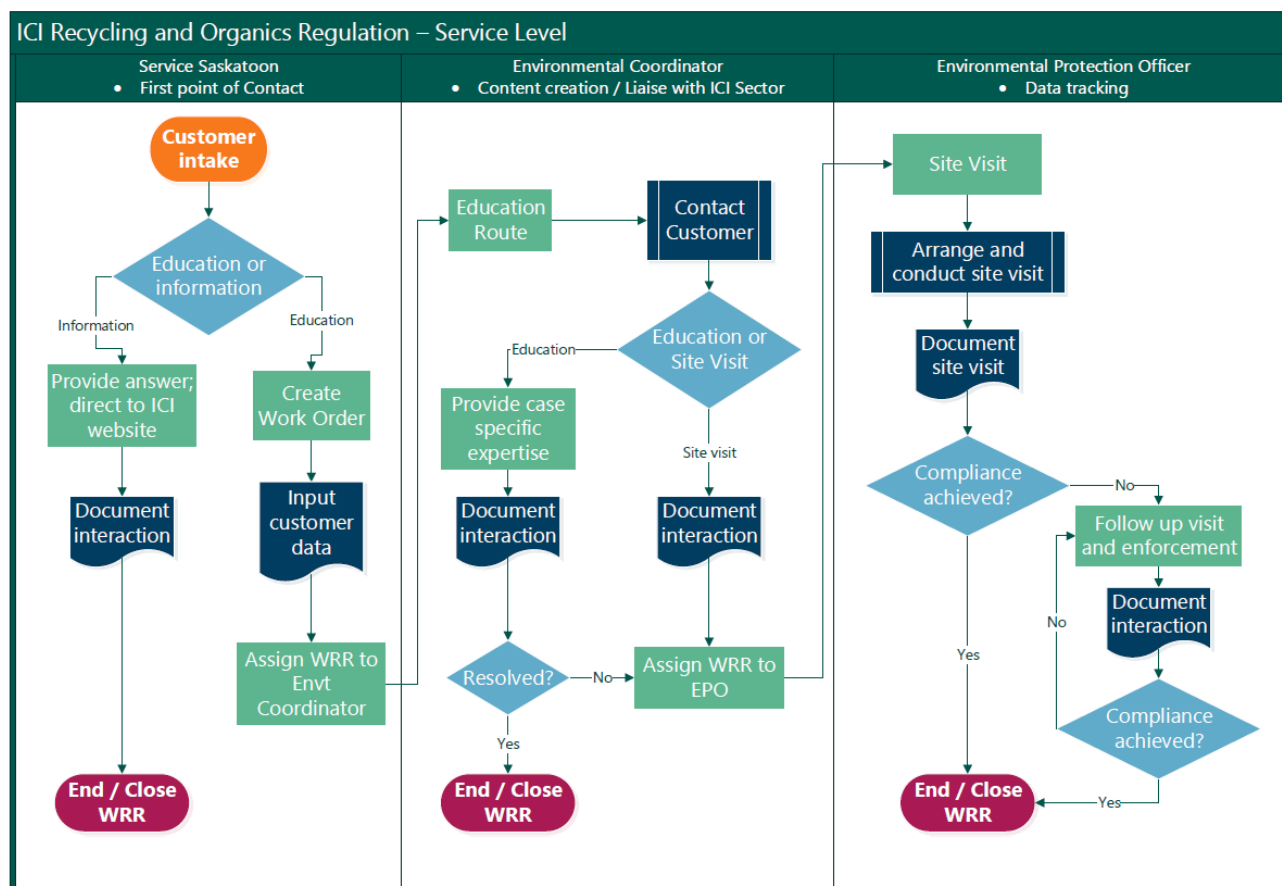 ICI Recycling and Organics Regulation – Service Level
Service Saskatoon
• First point of Contact
Environmental Coordinator
• Content creation / Liaise with ICI Sector
Environmental Protection Officer
• Data tracking
Customer
intake
Education or
information
Information
Education
Provide answer;
direct to ICI
website
Create
Work Order
Document
interaction
Input
customer
data
Assign WRR to
Envt
Coordinator
End / Close
WRR
Education
Route
Contact
Customer
Education or
Site Visit
Education
Provide case
specific
expertise
Site visit
Document
interaction
Document
interaction
Resolved?
No
Assign WRR to
EPO
Yes
End / Close
WRR
Site Visit
Arrange and
conduct site visit
Document
site visit
Compliance
achieved?
No
Follow up visit
and enforcement
Document
interaction
No
Yes
Compliance
achieved?
Yes
End / Close
WRR